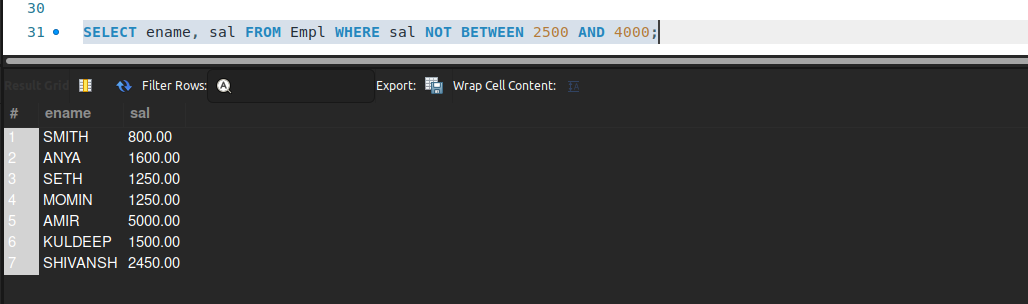 30
31 SELECT ename, sal FROM Empl WHERE sal NOT BETWEEN 2500 AND 4000;
Result Grid Filter Rows: Export: Wrap Cell Content:
# ename sal
1 SMITH 800.00
2 ANYA 1600.00
3 SETH 1250.00
4 MOMIN 1250.00
5 AMIR 5000.00
6 KULDEEP 1500.00
7 SHIVANSH 2450.00